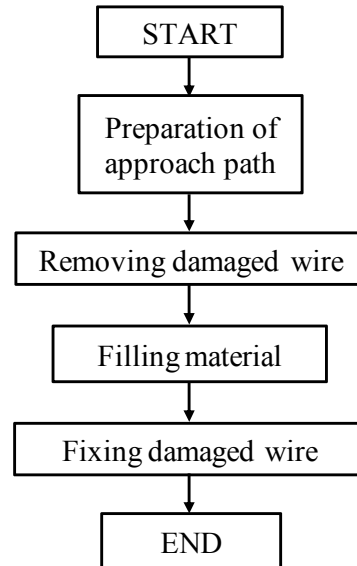 START
Preparation of
approach path
Removing damaged wire
Filling material
Fixing damaged wire
END